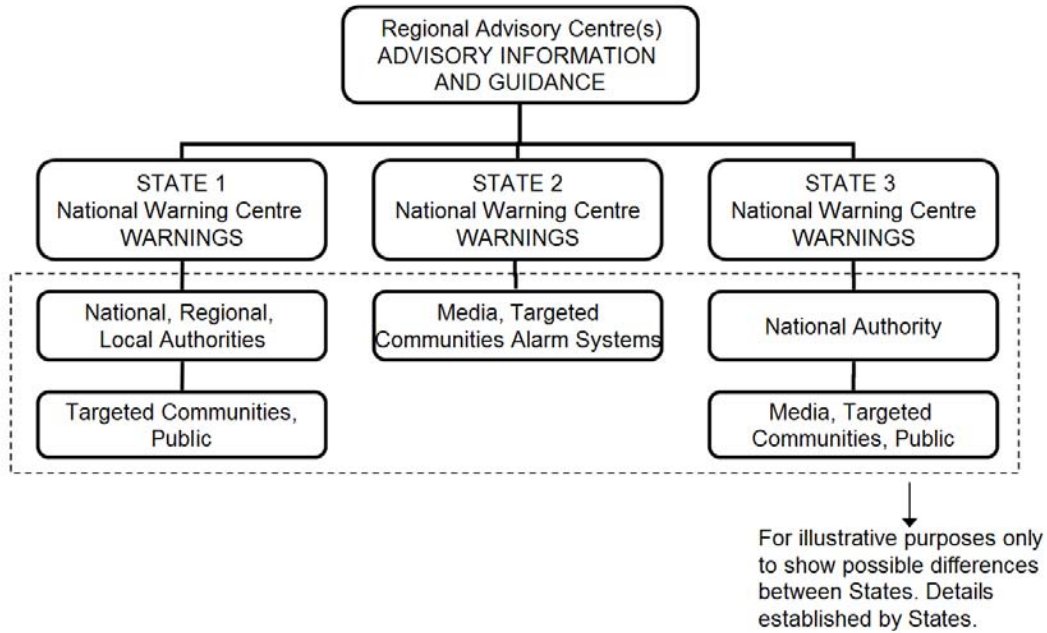 Regional Advisory Centre(s)
ADVISORY INFORMATION
AND GUIDANCE
STATE 1
National Warning Centre
WARNINGS
STATE 2
National Warning Centre
WARNINGS
STATE 3
National Warning Centre
WARNINGS
National, Regional,
Local Authorities
Media, Targeted
Communities Alarm Systems
National Authority
Targeted Communities,
Public
Media, Targeted
Communities, Public
For illustrative purposes only
to show possible differences
between States. Details
established by States.